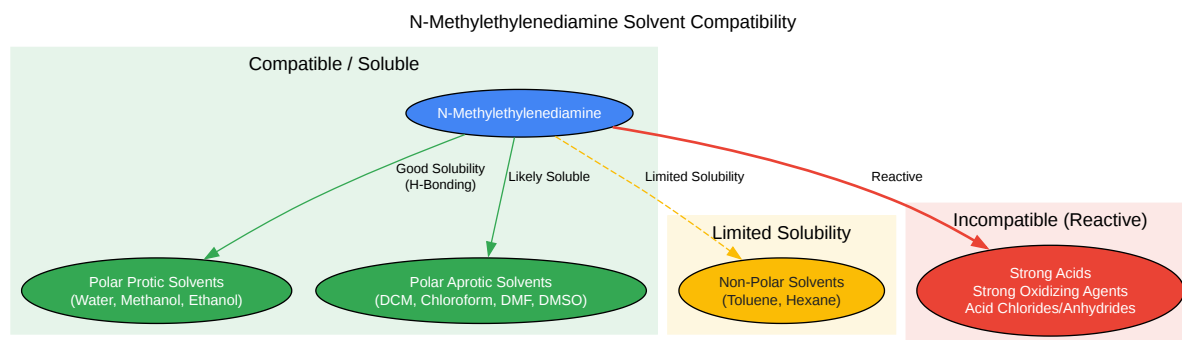 N-Methylethylenediamine Solvent Compatibility
Compatible / Soluble
N-Methylethylenediamine
Good Solubility
(H-Bonding)
Likely Soluble
Limited Solubility
Reactive
Limited Solubility
Incompatible (Reactive)
Polar Protic Solvents
(Water, Methanol, Ethanol)
Polar Aprotic Solvents
(DCM, Chloroform, DMF, DMSO)
Non-Polar Solvents
(Toluene, Hexane)
Strong Acids
Strong Oxidizing Agents
Acid Chlorides/Anhydrides